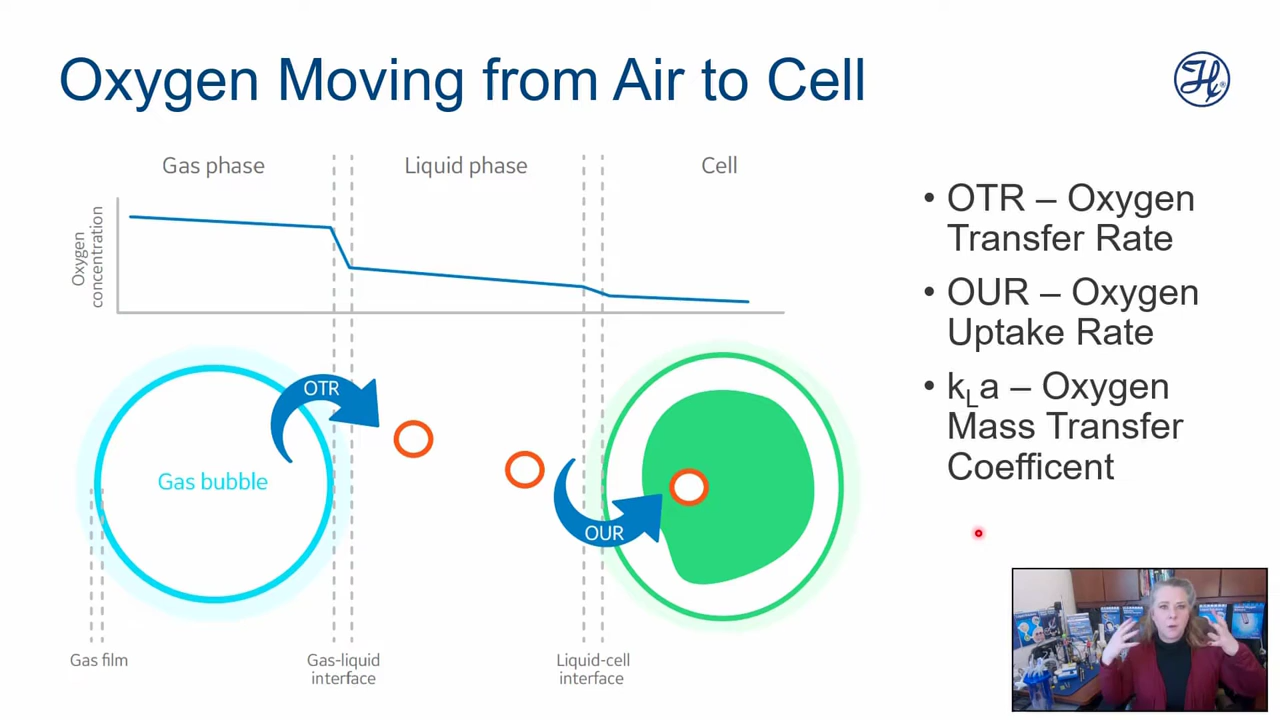 Oxygen Moving from Air to Cell
Gas phase
Liquid phase
Cell
Oxygen
concentration
OTR
Gas bubble
OUR
Gas film
Gas-liquid
interface
Liquid-cell
interface
• OTR – Oxygen
Transfer Rate
• OUR – Oxygen
Uptake Rate
• kLa – Oxygen
Mass Transfer
Coefficent